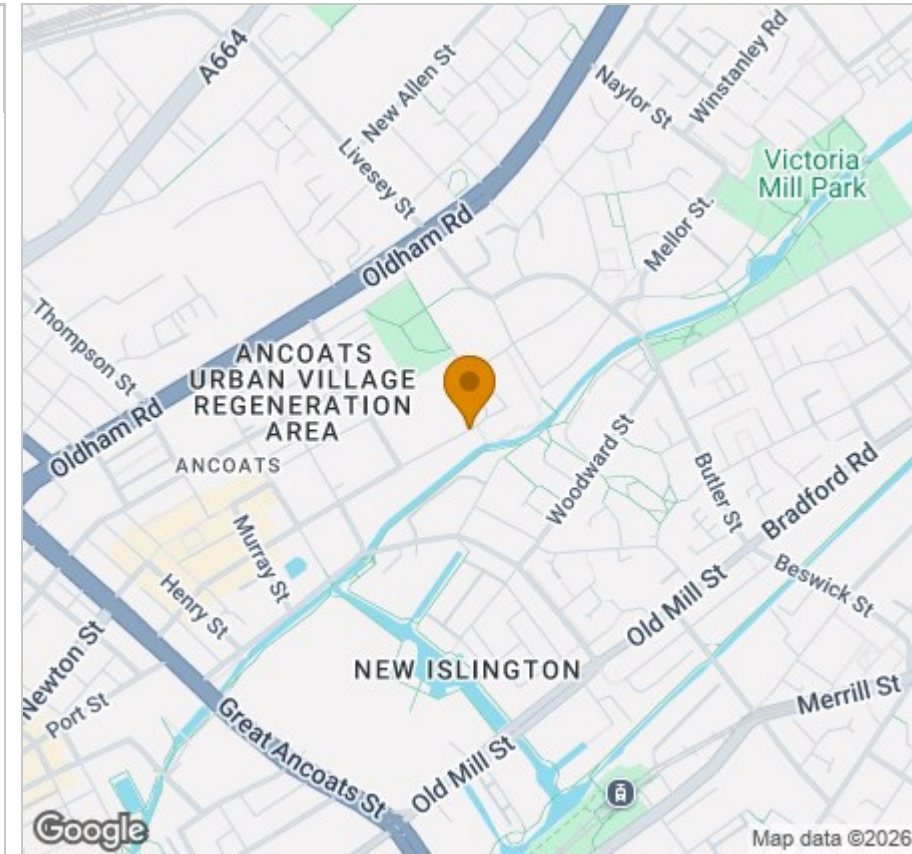 A664
New Allen St
Naylor St
Winstanley Rd
Livesey St
Victoria
Mill Park
Mellor St.
Oldham Rd
Thompson St
ANCOATS
URBAN VILLAGE
REGENERATION
AREA
Oldham Rd
ANCOATS
Woodward St
Butler St
Bradford Rd
Murray St
Henry St
Beswick St
Old Mill St
Newton St
Port St
NEW ISLINGTON
Merrill St
Great Ancoats St
Old Mill St
Google
Map data ©2026